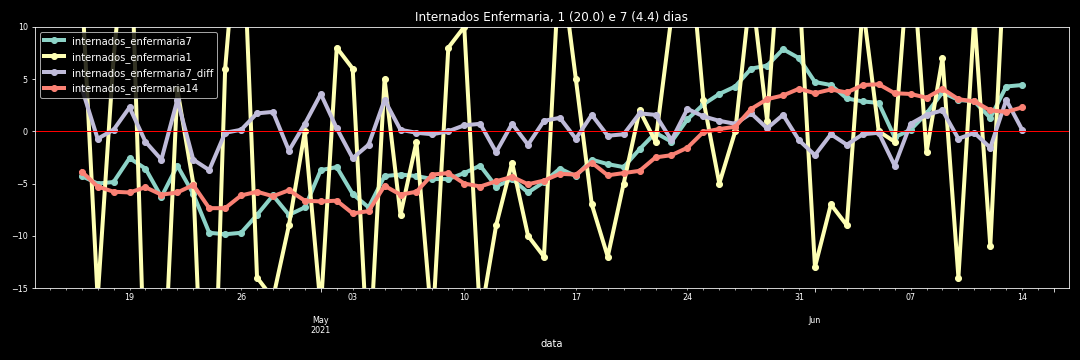 Internados Enfermaria, 1 (20.0) e 7 (4.4) dias
10
5
0
−5
−10
−15
internados_enfermaria7
internados_enfermaria1
internados_enfermaria7_diff
internados_enfermaria14
19 26 03 10 17 24 31 07 14
May Jun
2021
data